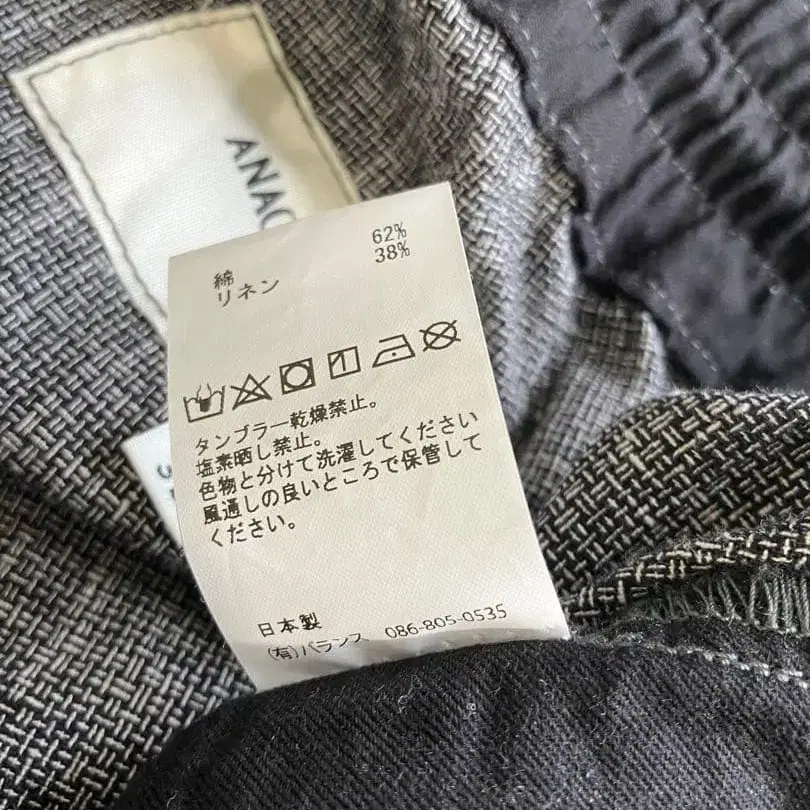 ANAC
綿 62%
リネン 38%
タンブラー乾燥禁止。
塩素晒し禁止。
色物と分けて洗濯してください
風通しの良いところで保管して
ください。
日本製
(有)バランス 086-805-0535